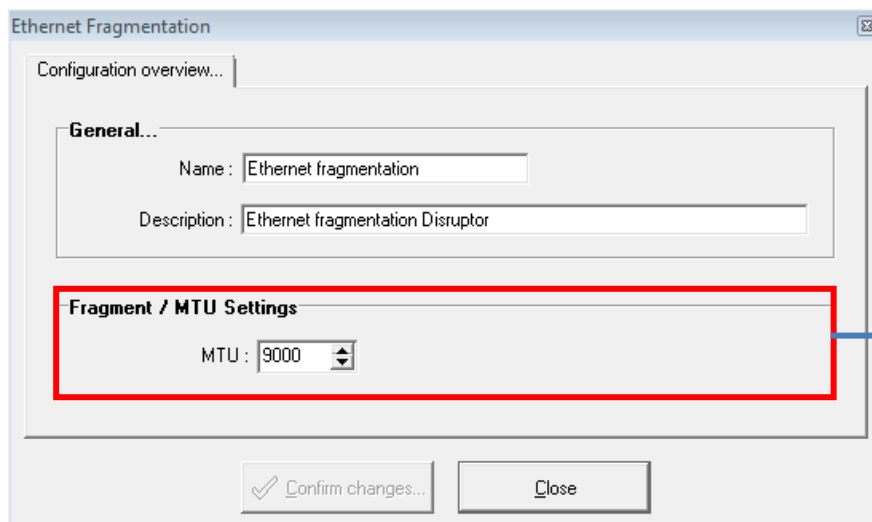 Ethernet Fragmentation
Configuration overview...
General...
Name : Ethernet fragmentation
Description : Ethernet fragmentation Disruptor
Fragment / MTU Settings
MTU : 9000
Confirm changes...
Close